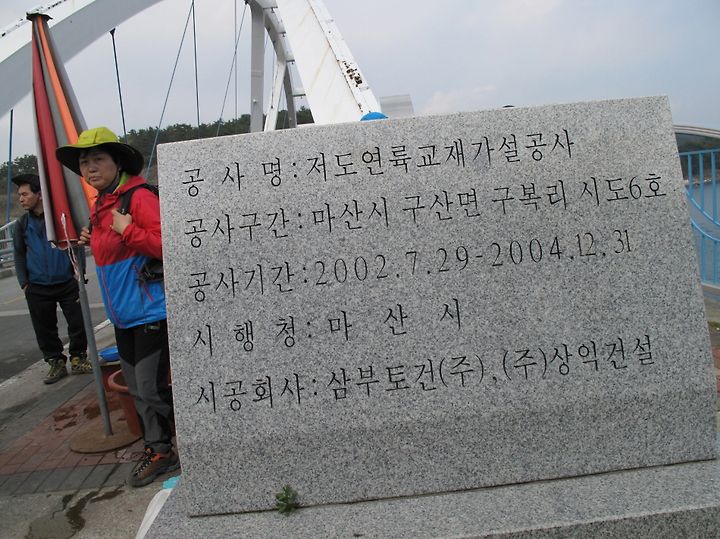 공 사 명 : 저도연륙교재가설공사
공사구간 : 마산시 구산면 구복리 시도6호
공사기간 : 2002.7.29-2004.12.31
시 행 청 : 마 산 시
시공회사 : 삼부토건(주), (주)상익건설